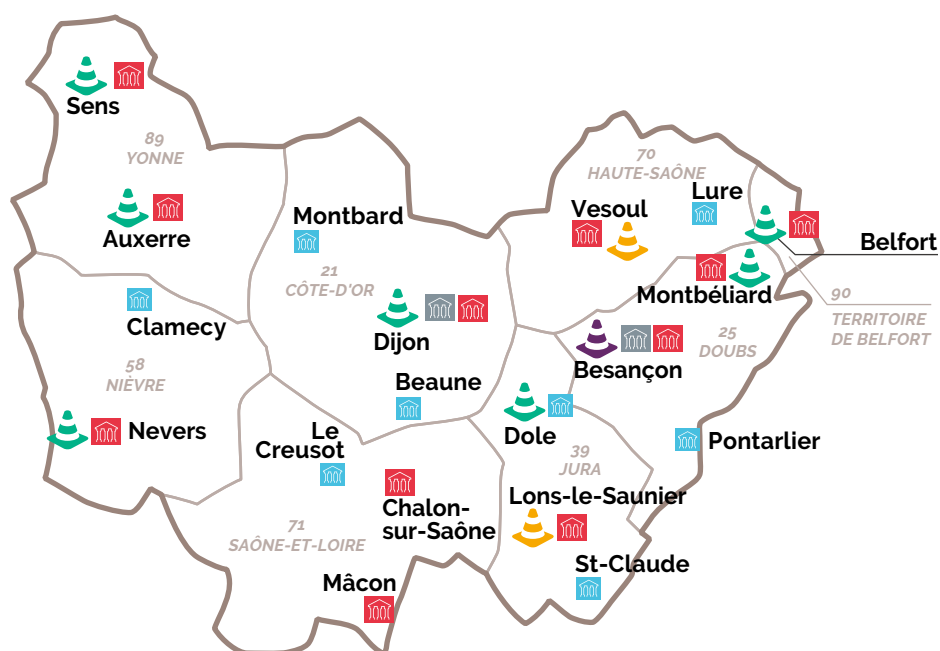 Sens
89
YONNE
Auxerre
70
HAUTE-SAÔNE
Lure
Vesoul
Montbard
Belfort
21
CÔTE-D'OR
Montbéliard
90
TERRITOIRE
DE BELFORT
Clamecy
Dijon
25
DOUBS
Besançon
58
NIÈVRE
Beaune
Nevers
Le
Creusot
Dole
Pontarlier
39
JURA
Lons-le-Saunier
Chalon-
sur-Saône
71
SAÔNE-ET-LOIRE
St-Claude
Mâcon